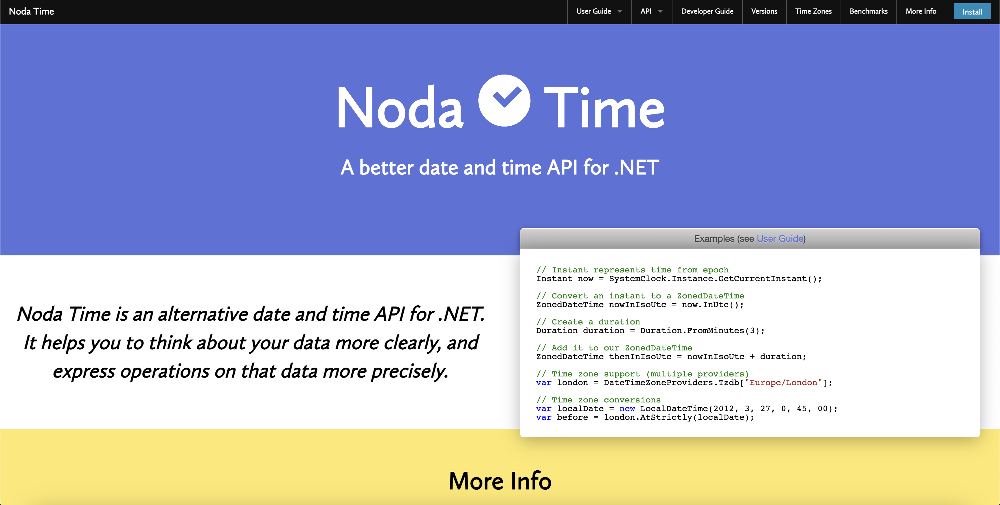 Noda Time
User Guide
API
Developer Guide
Versions
Time Zones
Benchmarks
More Info
Install
Noda Time
A better date and time API for .NET
Noda Time is an alternative date and time API for .NET.
It helps you to think about your data more clearly, and
express operations on that data more precisely.
Examples (see User Guide)
// Instant represents time from epoch
Instant now = SystemClock.Instance.GetCurrentInstant();
// Convert an instant to a ZonedDateTime
ZonedDateTime nowInIsoUtc = now.InUtc();
// Create a duration
Duration duration = Duration.FromMinutes(3);
// Add it to our ZonedDateTime
ZonedDateTime thenInIsoUtc = nowInIsoUtc + duration;
// Time zone support (multiple providers)
var london = DateTimeZoneProviders.Tzdb["Europe/London"];
// Time zone conversions
var localDate = new LocalDateTime(2012, 3, 27, 0, 45, 00);
var before = london.AtStrictly(localDate);
More Info